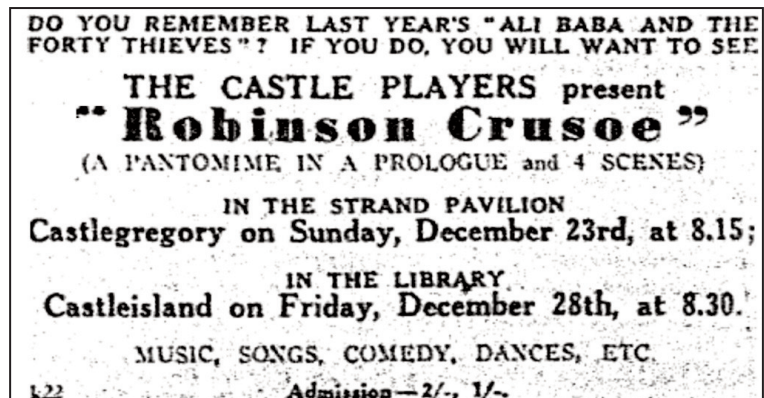 DO YOU REMEMBER LAST YEAR'S "ALI BABA AND THE
FORTY THIEVES"? IF YOU DO, YOU WILL WANT TO SEE
THE CASTLE PLAYERS present
"Robinson Crusoe"
(A PANTOMIME IN A PROLOGUE and 4 SCENES)
IN THE STRAND PAVILION
Castlegregory on Sunday, December 23rd, at 8.15;
IN THE LIBRARY
Castleisland on Friday, December 28th, at 8.30.
MUSIC, SONGS, COMEDY, DANCES, ETC.
Admission—2/-, 1/-.